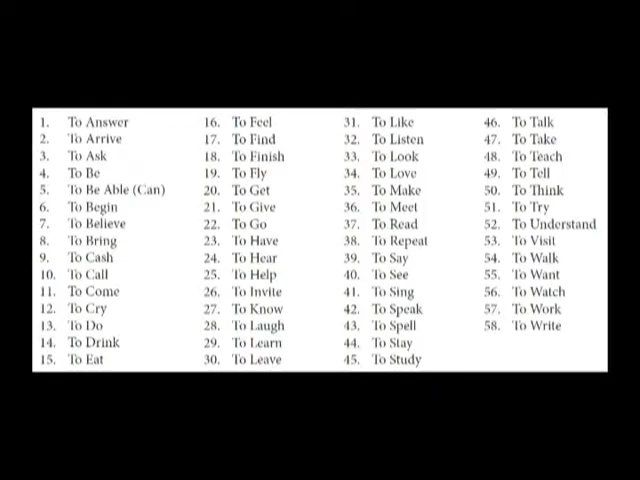 1. To Answer
2. To Arrive
3. To Ask
4. To Be
5. To Be Able (Can)
6. To Begin
7. To Believe
8. To Bring
9. To Cash
10. To Call
11. To Come
12. To Cry
13. To Do
14. To Drink
15. To Eat
16. To Feel
17. To Find
18. To Finish
19. To Fly
20. To Get
21. To Give
22. To Go
23. To Have
24. To Hear
25. To Help
26. To Invite
27. To Know
28. To Laugh
29. To Learn
30. To Leave
31. To Like
32. To Listen
33. To Look
34. To Love
35. To Make
36. To Meet
37. To Read
38. To Repeat
39. To Say
40. To See
41. To Sing
42. To Speak
43. To Spell
44. To Stay
45. To Study
46. To Talk
47. To Take
48. To Teach
49. To Tell
50. To Think
51. To Try
52. To Understand
53. To Visit
54. To Walk
55. To Want
56. To Watch
57. To Work
58. To Write